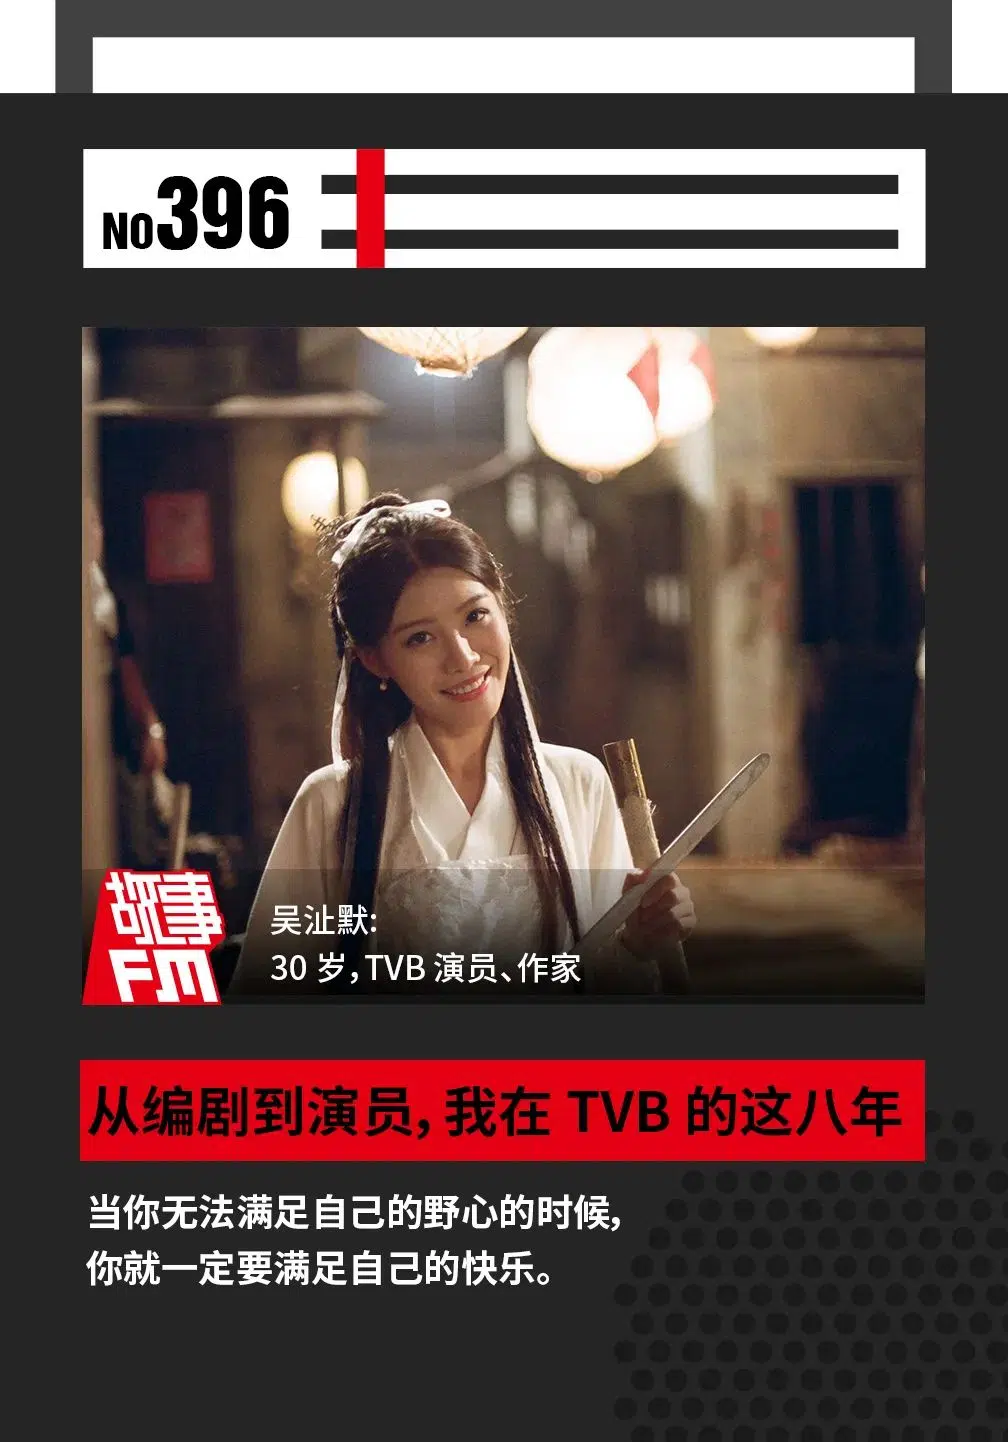 NO396
故事
FM
吴沚默:
30 岁,TVB 演员、作家
从编剧到演员,我在 TVB 的这八年
当你无法满足自己的野心的时候,
你就一定要满足自己的快乐。